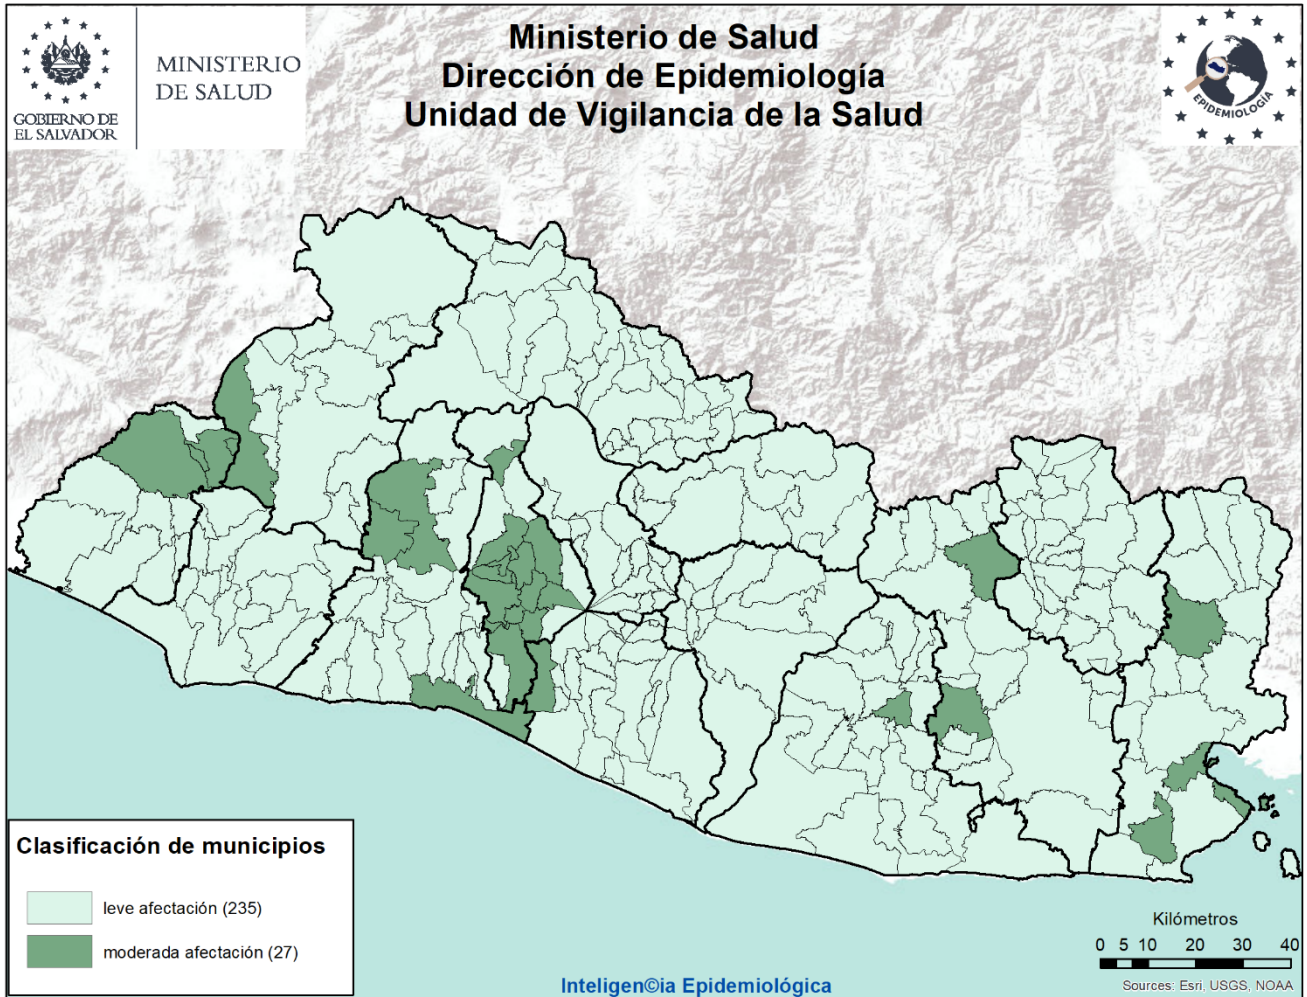 MINISTERIO
DE SALUD
GOBIERNO DE
EL SALVADOR
Ministerio de Salud
Dirección de Epidemiología
Unidad de Vigilancia de la Salud
EPIDEMIOLOGÍA
Clasificación de municipios
leve afectación (235)
moderada afectación (27)
Inteligen©ia Epidemiológica
Kilómetros
0 5 10 20 30 40
Sources: Esri, USGS, NOAA